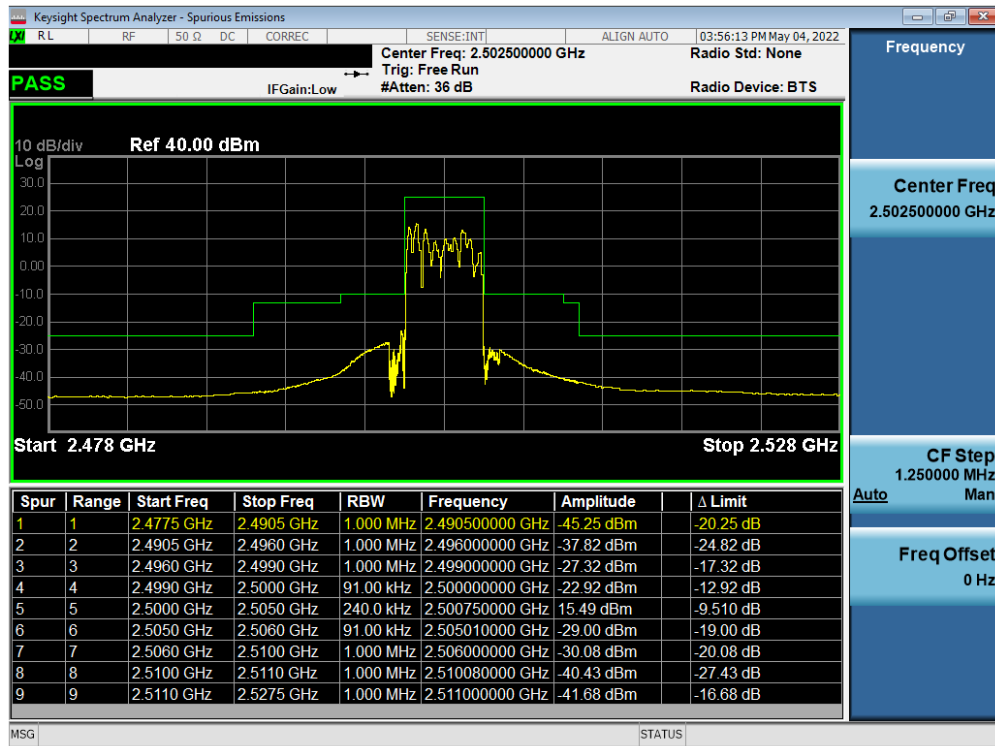 Keysight Spectrum Analyzer - Spurious Emissions
LXI RL RF 50 Ω DC CORREC SENSE:INT ALIGN AUTO 03:56:13 PM May 04, 2022
Center Freq: 2.502500000 GHz Radio Std: None
Trig: Free Run
PASS IFGain:Low #Atten: 36 dB Radio Device: BTS
10 dB/div Ref 40.00 dBm
Log
30.0
20.0
10.0
0.00
-10.0
-20.0
-30.0
-40.0
-50.0
Start 2.478 GHz Stop 2.528 GHz
Spur Range Start Freq Stop Freq RBW Frequency Amplitude Δ Limit
1 1 2.4775 GHz 2.4905 GHz 1.000 MHz 2.490500000 GHz -45.25 dBm -20.25 dB
2 2 2.4905 GHz 2.4960 GHz 1.000 MHz 2.496000000 GHz -37.82 dBm -24.82 dB
3 3 2.4960 GHz 2.4990 GHz 1.000 MHz 2.499000000 GHz -27.32 dBm -17.32 dB
4 4 2.4990 GHz 2.5000 GHz 91.00 kHz 2.500000000 GHz -22.92 dBm -12.92 dB
5 5 2.5000 GHz 2.5050 GHz 240.0 kHz 2.500750000 GHz 15.49 dBm -9.510 dB
6 6 2.5050 GHz 2.5060 GHz 91.00 kHz 2.505010000 GHz -29.00 dBm -19.00 dB
7 7 2.5060 GHz 2.5100 GHz 1.000 MHz 2.506000000 GHz -30.08 dBm -20.08 dB
8 8 2.5100 GHz 2.5110 GHz 1.000 MHz 2.510080000 GHz -40.43 dBm -27.43 dB
9 9 2.5110 GHz 2.5275 GHz 1.000 MHz 2.511000000 GHz -41.68 dBm -16.68 dB
MSG STATUS
Frequency
Center Freq
2.502500000 GHz
CF Step
1.250000 MHz
Auto Man
Freq Offset
0 Hz